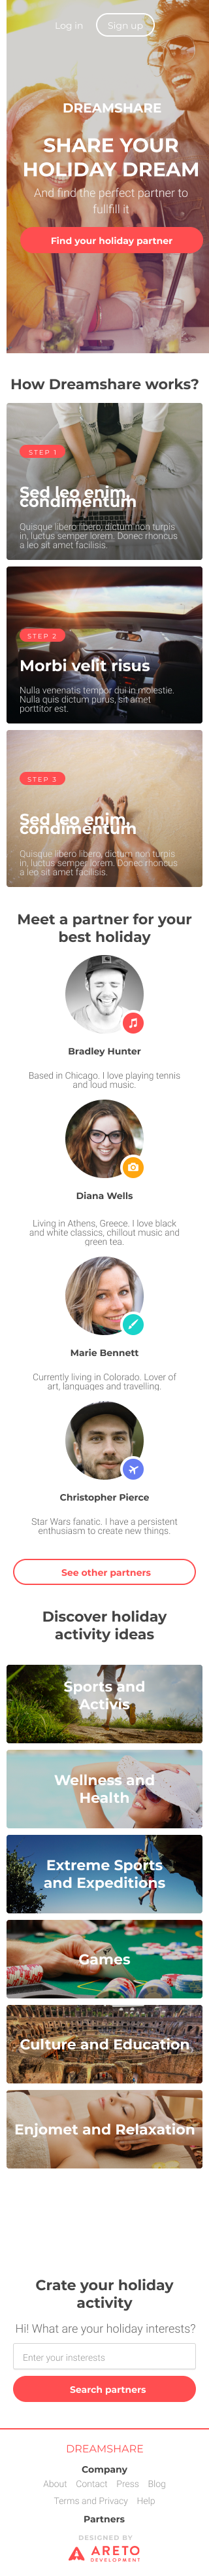 Log in Sign up
DREAMSHARE
SHARE YOUR
HOLIDAY DREAM
And find the perfect partner to
fullfill it
Find your holiday partner
How Dreamshare works?
STEP 1
Sed leo enim,
condimentum
Quisque libero libero, dictum non turpis
in, luctus semper lorem. Donec rhoncus
a leo sit amet facilisis.
STEP 2
Morbi velit risus
Nulla venenatis tempor dui in molestie.
Nulla quis dictum purus, sit amet
porttitor est.
STEP 3
Sed leo enim,
condimentum
Quisque libero libero, dictum non turpis
in, luctus semper lorem. Donec rhoncus
a leo sit amet facilisis.
Meet a partner for your
best holiday
Bradley Hunter
Based in Chicago. I love playing tennis
and loud music.
Diana Wells
Living in Athens, Greece. I love black
and white classics, chillout music and
green tea.
Marie Bennett
Currently living in Colorado. Lover of
art, languages and travelling.
Christopher Pierce
Star Wars fanatic. I have a persistent
enthusiasm to create new things.
See other partners
Discover holiday
activity ideas
Sports and
Activis
Wellness and
Health
Extreme Sports
and Expeditions
Games
Culture and Education
Enjomet and Relaxation
Crate your holiday
activity
Hi! What are your holiday interests?
Enter your insterests
Search partners
DREAMSHARE
Company
About Contact Press Blog
Terms and Privacy Help
Partners
DESIGNED BY
ARETO
DEVELOPMENT